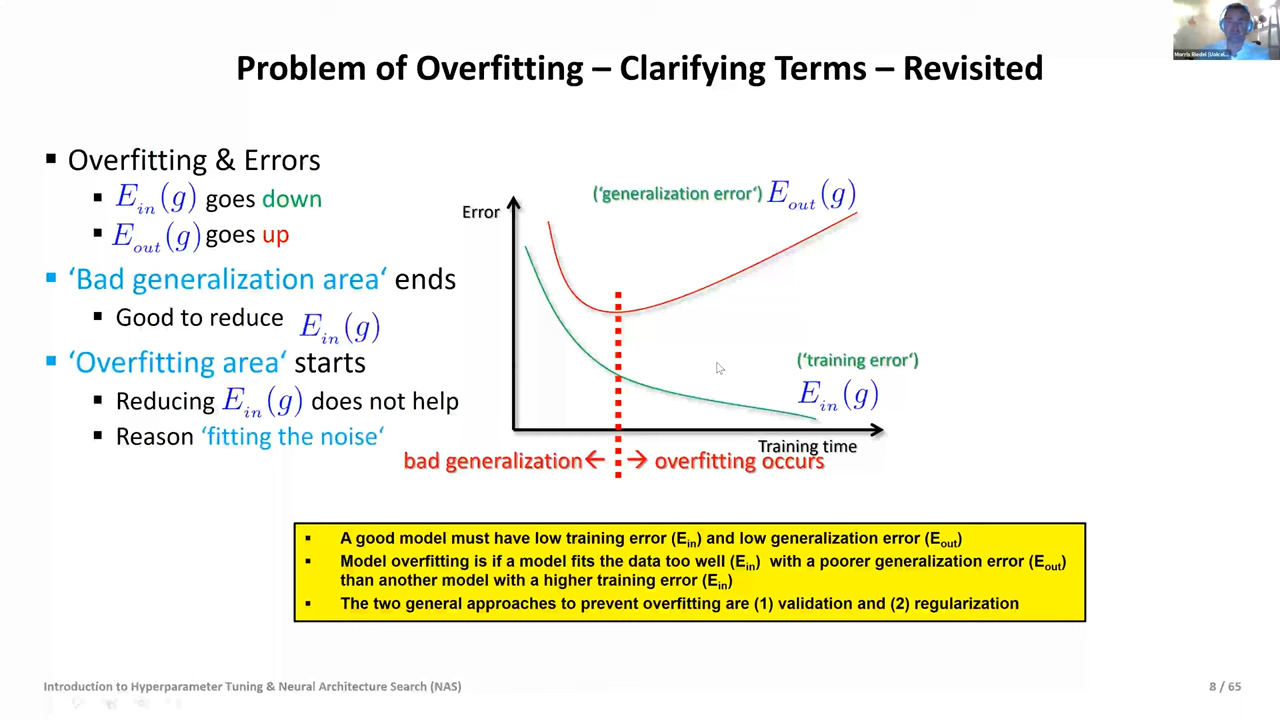 Problem of Overfitting – Clarifying Terms – Revisited
▪ Overfitting & Errors
▪ E_in(g) goes down
▪ E_out(g) goes up
▪ ‘Bad generalization area‘ ends
▪ Good to reduce E_in(g)
▪ ‘Overfitting area‘ starts
▪ Reducing E_in(g) does not help
▪ Reason ‘fitting the noise‘
(‘generalization error‘) E_out(g)
Error
(‘training error‘)
E_in(g)
Training time
bad generalization ← → overfitting occurs
▪ A good model must have low training error (E_in) and low generalization error (E_out)
▪ Model overfitting is if a model fits the data too well (E_in) with a poorer generalization error (E_out)
than another model with a higher training error (E_in)
▪ The two general approaches to prevent overfitting are (1) validation and (2) regularization
Introduction to Hyperparameter Tuning & Neural Architecture Search (NAS)
8 / 65
Morris Riedel